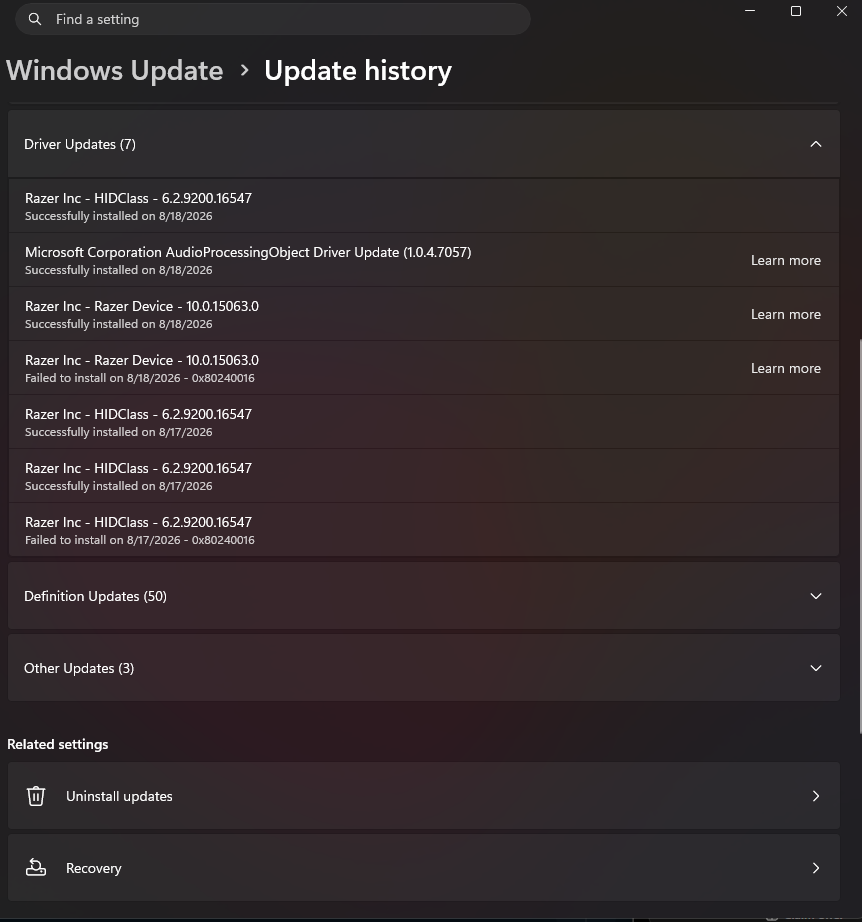 Find a setting
Windows Update > Update history
Driver Updates (7)
Razer Inc - HIDClass - 6.2.9200.16547
Successfully installed on 8/18/2026
Microsoft Corporation AudioProcessingObject Driver Update (1.0.4.7057)
Successfully installed on 8/18/2026
Learn more
Razer Inc - Razer Device - 10.0.15063.0
Successfully installed on 8/18/2026
Learn more
Razer Inc - Razer Device - 10.0.15063.0
Failed to install on 8/18/2026 - 0x80240016
Learn more
Razer Inc - HIDClass - 6.2.9200.16547
Successfully installed on 8/17/2026
Razer Inc - HIDClass - 6.2.9200.16547
Successfully installed on 8/17/2026
Razer Inc - HIDClass - 6.2.9200.16547
Failed to install on 8/17/2026 - 0x80240016
Definition Updates (50)
Other Updates (3)
Related settings
Uninstall updates
Recovery